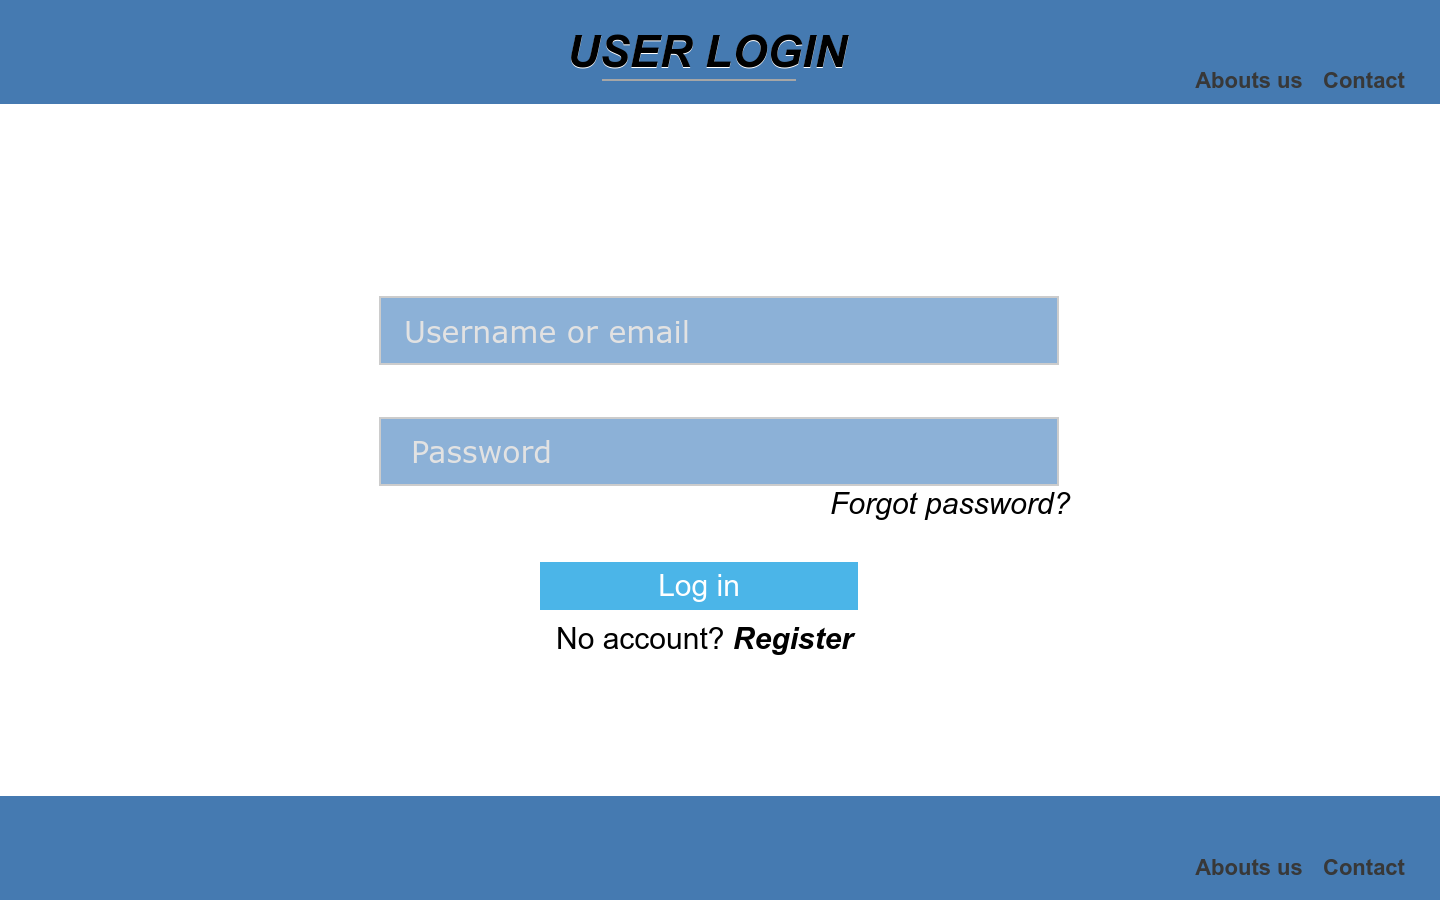 USER LOGIN
Abouts us Contact
Username or email
Password
Forgot password?
Log in
No account? Register
Abouts us Contact